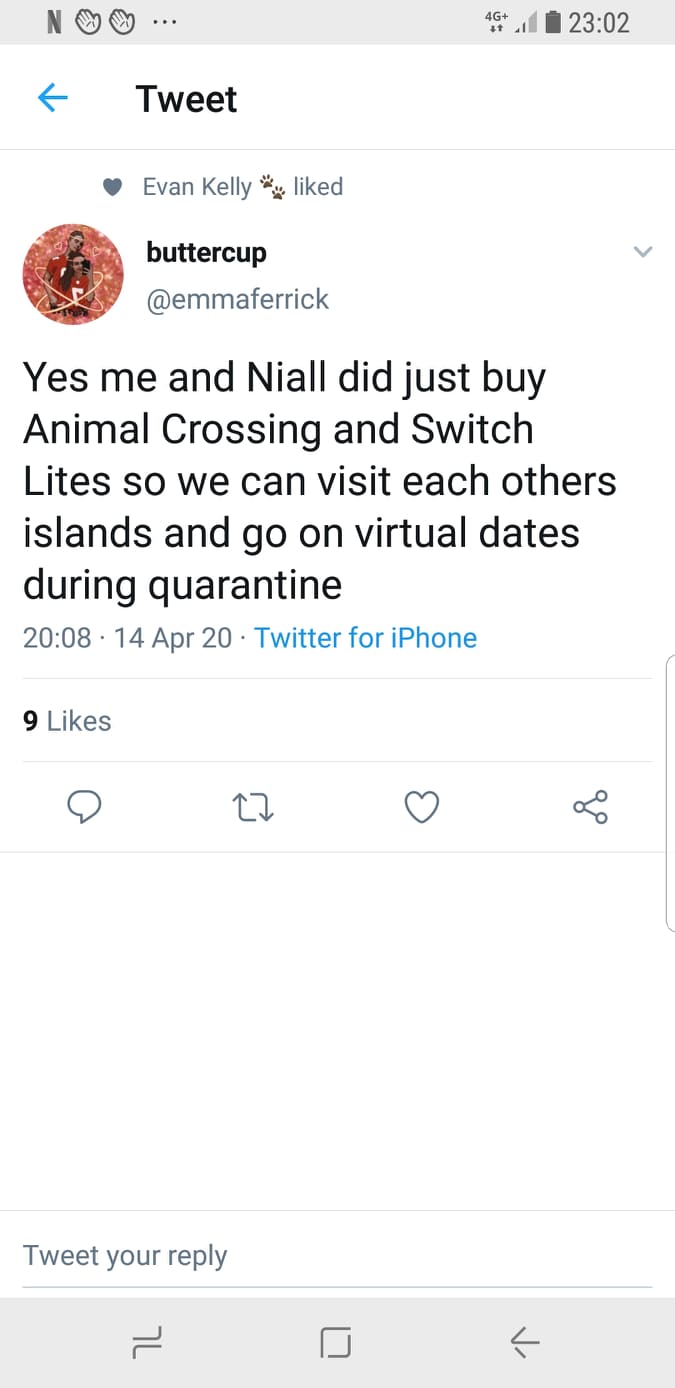 N ... 4G+ 23:02
Tweet
Evan Kelly 🐾 liked
buttercup
@emmaferrick
Yes me and Niall did just buy
Animal Crossing and Switch
Lites so we can visit each others
islands and go on virtual dates
during quarantine
20:08 · 14 Apr 20 · Twitter for iPhone
9 Likes
Tweet your reply